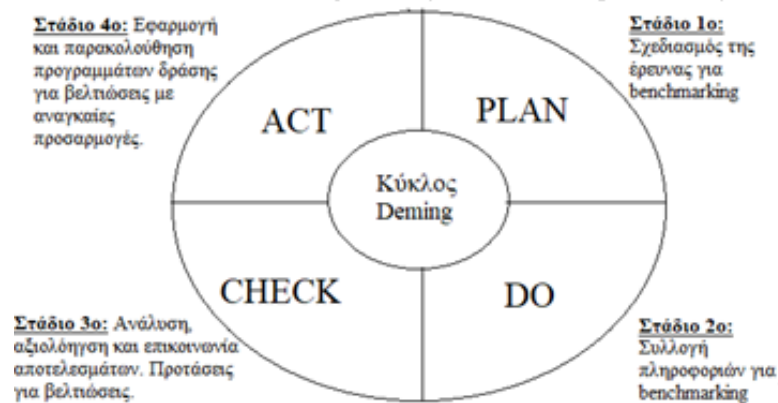 Στάδιο 4ο: Εφαρμογή
και παρακολούθηση
προγραμμάτων δράσης
για βελτιώσεις με
αναγκαίες
προσαρμογές.
ACT
PLAN
Στάδιο 1ο:
Σχεδιασμός της
έρευνας για
benchmarking
Κύκλος
Deming
CHECK
DO
Στάδιο 3ο: Ανάλυση,
αξιολόηγση και επικοινωνία
αποτελεσμάτων. Προτάσεις
για βελτιώσεις.
Στάδιο 2ο:
Συλλογή
πληροφοριών για
benchmarking